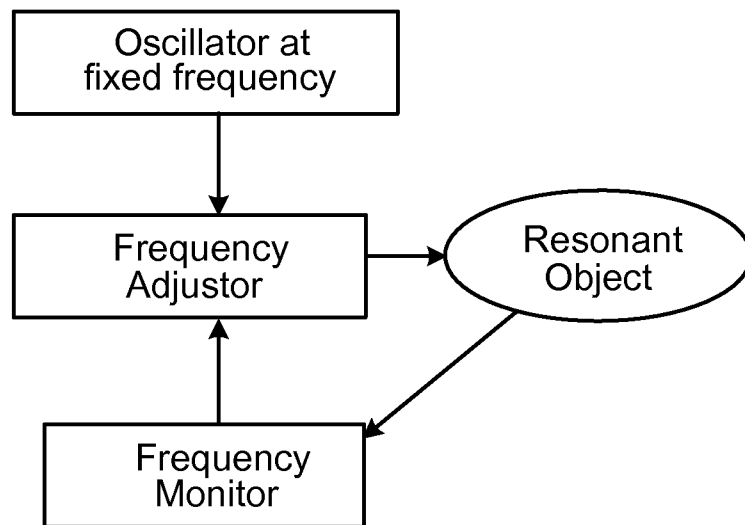 Oscillator at
fixed frequency
Frequency
Adjustor
Resonant
Object
Frequency
Monitor